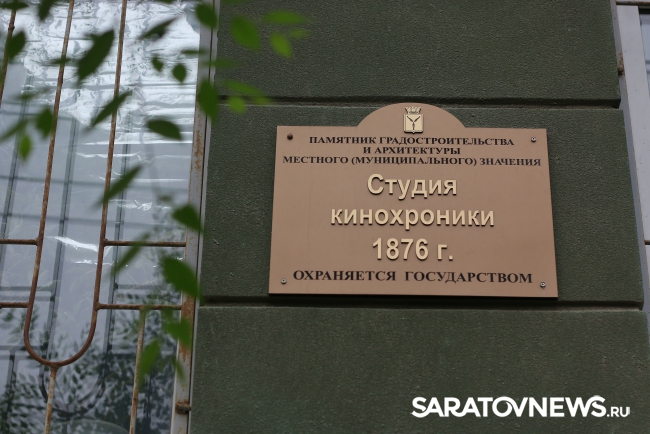 ПАМЯТНИК ГРАДОСТРОИТЕЛЬСТВА
И АРХИТЕКТУРЫ
МЕСТНОГО (МУНИЦИПАЛЬНОГО) ЗНАЧЕНИЯ
Студия
кинохроники
1876 г.
ОХРАНЯЕТСЯ ГОСУДАРСТВОМ
SARATOVNEWS.RU